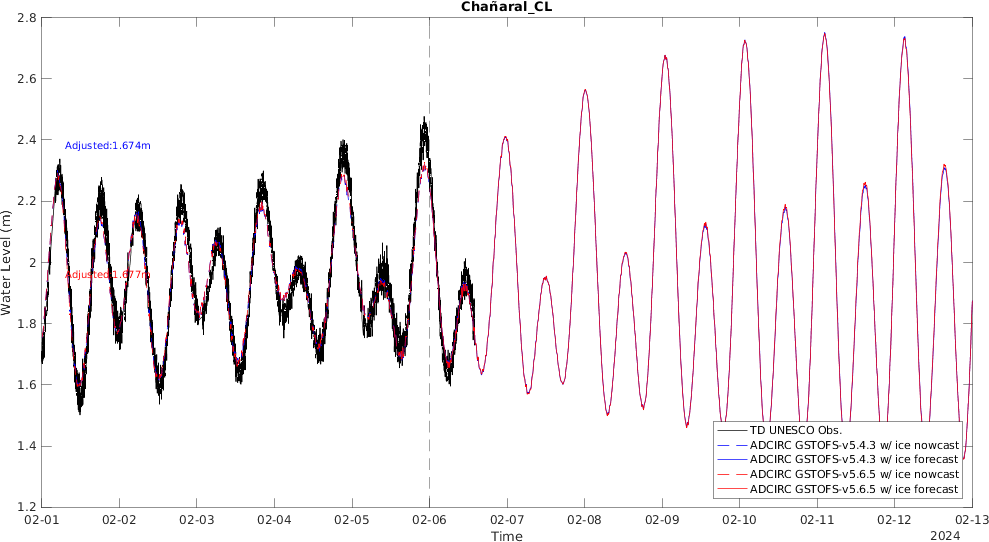 Chañaral_CL
2.8
2.6
2.4
2.2
2
1.8
1.6
1.4
1.2
Water Level (m)
Adjusted:1.674m
Adjusted:1.677m
TD UNESCO Obs.
ADCIRC GSTOFS-v5.4.3 w/ ice nowcast
ADCIRC GSTOFS-v5.4.3 w/ ice forecast
ADCIRC GSTOFS-v5.6.5 w/ ice nowcast
ADCIRC GSTOFS-v5.6.5 w/ ice forecast
02-01 02-02 02-03 02-04 02-05 02-06 02-07 02-08 02-09 02-10 02-11 02-12 02-13
Time
2024